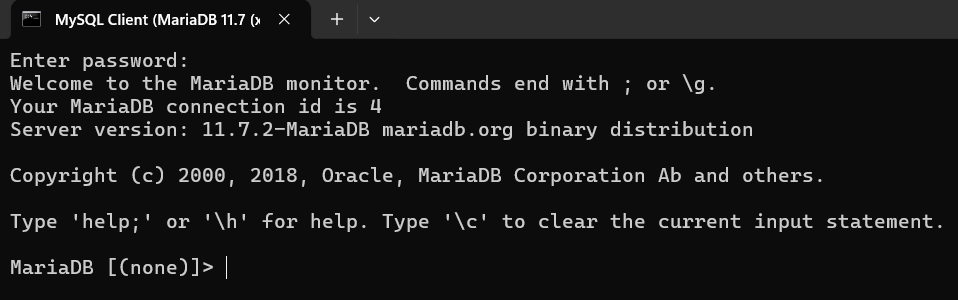 MySQL Client (MariaDB 11.7 (x
Enter password:
Welcome to the MariaDB monitor.  Commands end with ; or \g.
Your MariaDB connection id is 4
Server version: 11.7.2-MariaDB mariadb.org binary distribution

Copyright (c) 2000, 2018, Oracle, MariaDB Corporation Ab and others.

Type 'help;' or '\h' for help. Type '\c' to clear the current input statement.

MariaDB [(none)]>